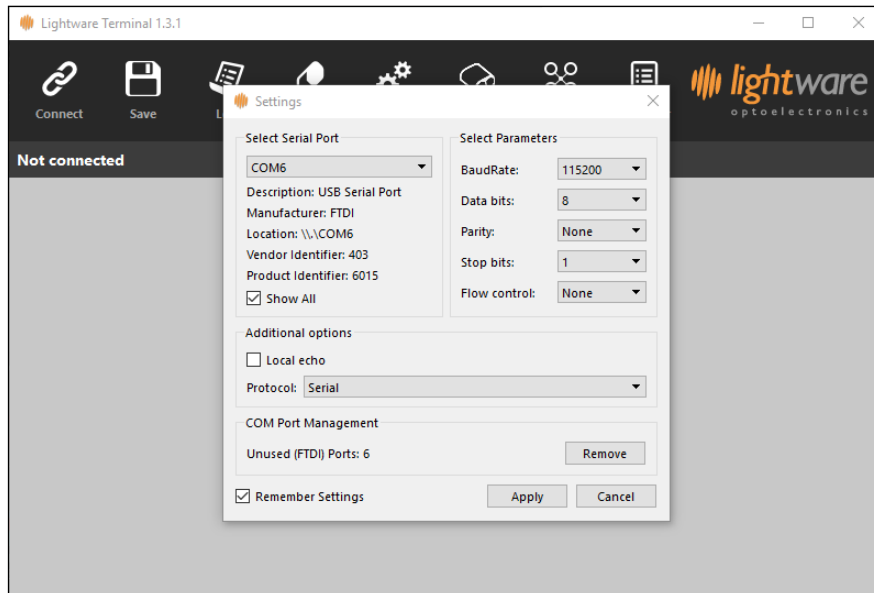 Lightware Terminal 1.3.1
lightware
optoelectronics
Connect
Save
Not connected
Settings
Select Serial Port
COM6
Description: USB Serial Port
Manufacturer: FTDI
Location: \\.\COM6
Vendor Identifier: 403
Product Identifier: 6015
Show All
Select Parameters
BaudRate: 115200
Data bits: 8
Parity: None
Stop bits: 1
Flow control: None
Additional options
Local echo
Protocol: Serial
COM Port Management
Unused (FTDI) Ports: 6
Remove
Remember Settings
Apply
Cancel